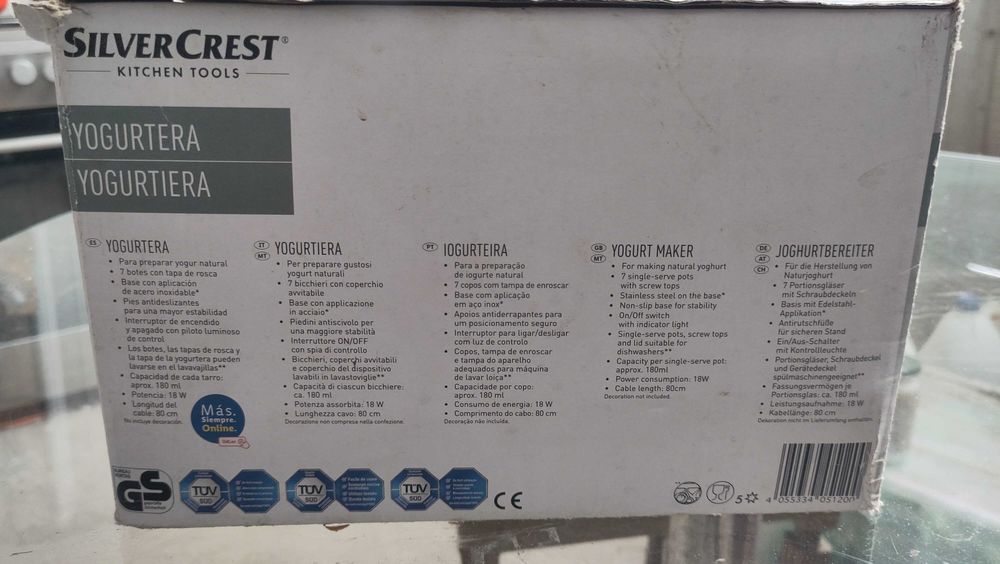 SILVERCREST®
KITCHEN TOOLS
YOGURTERA
YOGURTIERA
ES YOGURTERA
• Para preparar yogur natural
• 7 botes con tapa de rosca
• Base con aplicación
de acero inoxidable*
• Pies antideslizantes
para una mayor estabilidad
• Interruptor de encendido
y apagado con piloto luminoso
de control
• Los botes, las tapas de rosca y
la tapa de la yogurtera pueden
lavarse en el lavavajillas**
• Capacidad de cada tarro:
aprox. 180 ml
• Potencia: 18 W
• Longitud del
cable: 80 cm
No incluye decoración.
Más.
Siempre.
Online.
IT
MT
YOGURTIERA
• Per preparare gustosi
yogurt naturali
• 7 bicchieri con coperchio
avvitabile
• Base con applicazione
in acciaio*
• Piedini antiscivolo per
una maggiore stabilità
• Interruttore ON/OFF
con spia di controllo
• Bicchieri, coperchi avvitabili
e coperchio del dispositivo
lavabili in lavastoviglie**
• Capacità di ciascun bicchiere:
ca. 180 ml
• Potenza assorbita: 18 W
• Lunghezza cavo: 80 cm
Decorazione non compresa nella confezione.
PT IOGURTEIRA
• Para a preparação
de iogurte natural
• 7 copos com tampa de enroscar
• Base com aplicação
em aço inox*
• Apoios antiderrapantes para
um posicionamento seguro
• Interruptor para ligar/desligar
com luz de controlo
• Copos, tampa de enroscar
e tampa do aparelho
adequados para máquina
de lavar loiça**
• Capacidade por copo:
aprox. 180 ml
• Consumo de energia: 18 W
• Comprimento do cabo: 80 cm
Decoração não incluída.
GB
MT
YOGURT MAKER
• For making natural yoghurt
• 7 single-serve pots
with screw tops
• Stainless steel on the base*
• Non-slip base for stability
• On/Off switch
with indicator light
• Single-serve pots, screw tops
and lid suitable for
dishwashers**
• Capacity per single-serve pot:
approx. 180ml
• Power consumption: 18W
• Cable length: 80cm
Decoration not included.
DE
AT
CH
JOGHURTBEREITER
• Für die Herstellung von
Naturjoghurt
• 7 Portionsgläser
mit Schraubdeckeln
• Basis mit Edelstahl-
Applikation*
• Antirutschfüße
für sicheren Stand
• Ein/Aus-Schalter
mit Kontrollleuchte
• Portionsgläser, Schraubdeckel
und Gerätedeckel
spülmaschinengeeignet**
• Fassungsvermögen je
Portionsglas: ca. 180 ml
• Leistungsaufnahme: 18 W
• Kabellänge: 80 cm
Dekoration nicht im Lieferumfang enthalten.
GS
geprüfte
Sicherheit
TÜV
SÜD
TÜV
SÜD
TÜV
SÜD
CE
5
4 055334 051200